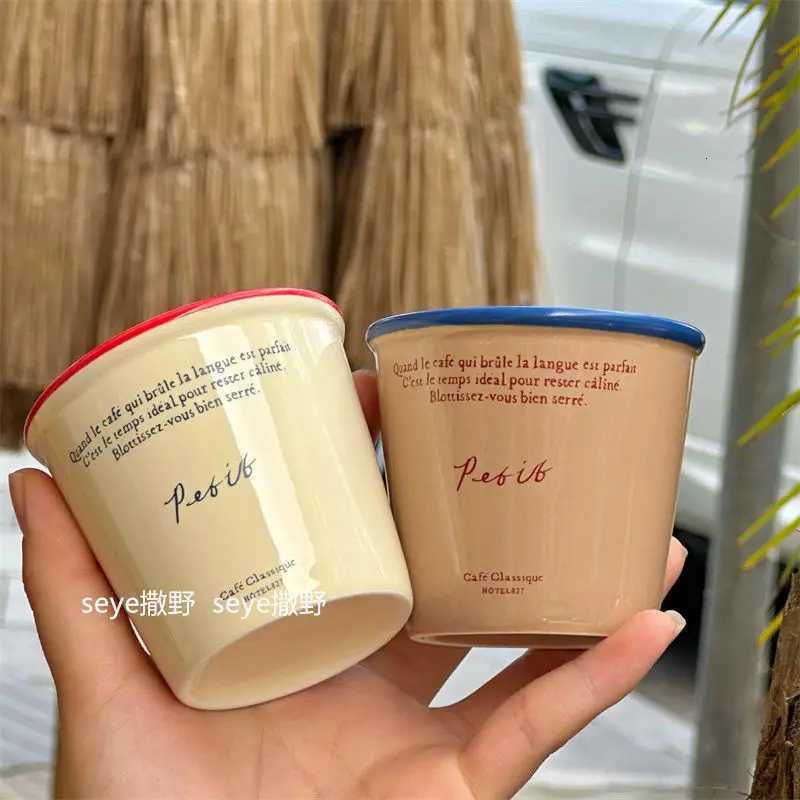 Quand le café qui brûle la langue est parfait
C'est le temps idéal pour rester câliné.
Blottissez-vous bien serré.
Petit
Café Classique
HOTEL827
Quand le cafe qui brûle la langue est parfait
C'est le temps idéal pour rester câliné.
Blottissez-vous bien serré.
Petit
Café Classique
HOTEL827
seye撒野 seye撒野